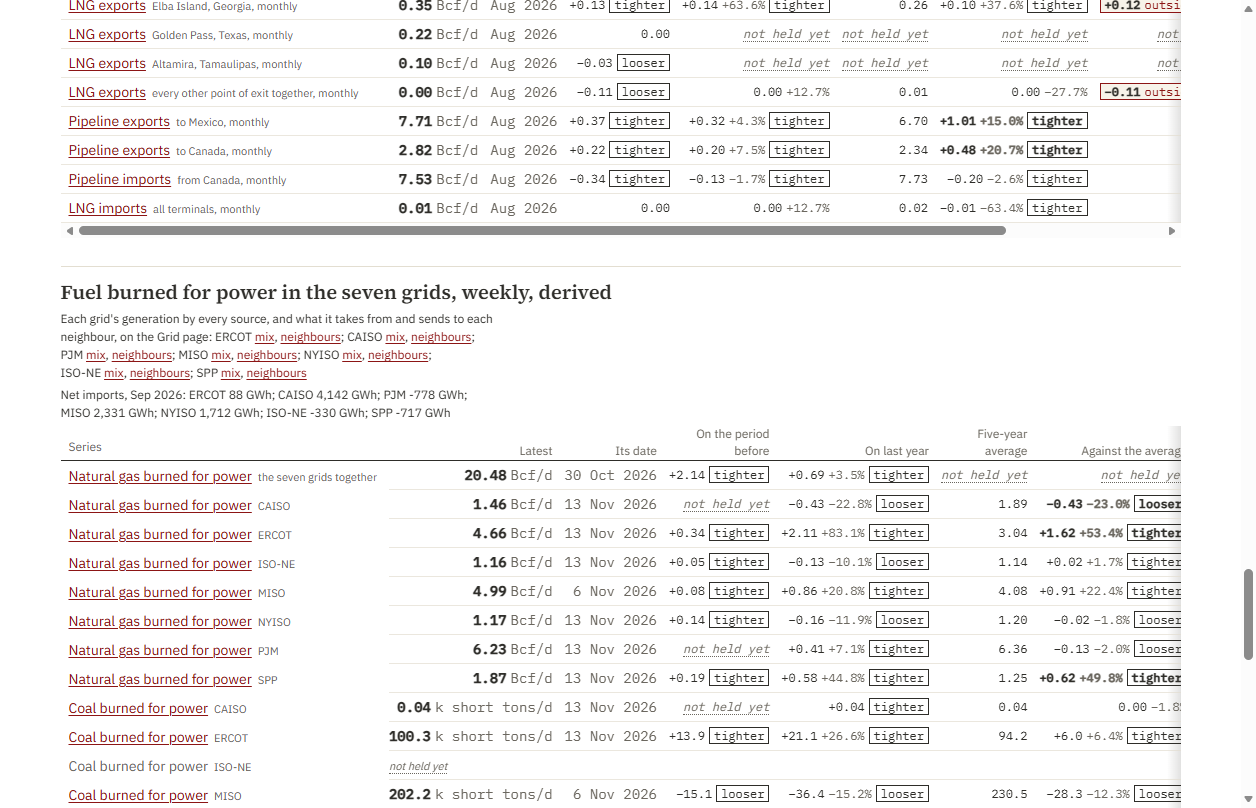 LNG exports Elba Island, Georgia, monthly 0.35 Bcf/d Aug 2026 +0.13 tighter +0.14 +63.6% tighter 0.26 +0.10 +37.6% tighter +0.12 outsi
LNG exports Golden Pass, Texas, monthly 0.22 Bcf/d Aug 2026 0.00 not held yet not held yet not held yet not
LNG exports Altamira, Tamaulipas, monthly 0.10 Bcf/d Aug 2026 −0.03 looser not held yet not held yet not held yet not
LNG exports every other point of exit together, monthly 0.00 Bcf/d Aug 2026 −0.11 looser 0.00 +12.7% 0.01 0.00 −27.7% −0.11 outsi
Pipeline exports to Mexico, monthly 7.71 Bcf/d Aug 2026 +0.37 tighter +0.32 +4.3% tighter 6.70 +1.01 +15.0% tighter
Pipeline exports to Canada, monthly 2.82 Bcf/d Aug 2026 +0.22 tighter +0.20 +7.5% tighter 2.34 +0.48 +20.7% tighter
Pipeline imports from Canada, monthly 7.53 Bcf/d Aug 2026 −0.34 tighter −0.13 −1.7% tighter 7.73 −0.20 −2.6% tighter
LNG imports all terminals, monthly 0.01 Bcf/d Aug 2026 0.00 0.00 +12.7% 0.02 −0.01 −63.4% tighter
Fuel burned for power in the seven grids, weekly, derived
Each grid's generation by every source, and what it takes from and sends to each
neighbour, on the Grid page: ERCOT mix, neighbours; CAISO mix, neighbours;
PJM mix, neighbours; MISO mix, neighbours; NYISO mix, neighbours;
ISO-NE mix, neighbours; SPP mix, neighbours
Net imports, Sep 2026: ERCOT 88 GWh; CAISO 4,142 GWh; PJM -778 GWh;
MISO 2,331 GWh; NYISO 1,712 GWh; ISO-NE -330 GWh; SPP -717 GWh
Series Latest Its date On the period before On last year Five-year average Against the averag
Natural gas burned for power the seven grids together 20.48 Bcf/d 30 Oct 2026 +2.14 tighter +0.69 +3.5% tighter not held yet not held ye
Natural gas burned for power CAISO 1.46 Bcf/d 13 Nov 2026 not held yet −0.43 −22.8% looser 1.89 −0.43 −23.0% looser
Natural gas burned for power ERCOT 4.66 Bcf/d 13 Nov 2026 +0.34 tighter +2.11 +83.1% tighter 3.04 +1.62 +53.4% tighter
Natural gas burned for power ISO-NE 1.16 Bcf/d 13 Nov 2026 +0.05 tighter −0.13 −10.1% looser 1.14 +0.02 +1.7% tighter
Natural gas burned for power MISO 4.99 Bcf/d 6 Nov 2026 +0.08 tighter +0.86 +20.8% tighter 4.08 +0.91 +22.4% tighter
Natural gas burned for power NYISO 1.17 Bcf/d 13 Nov 2026 +0.14 tighter −0.16 −11.9% looser 1.20 −0.02 −1.8% looser
Natural gas burned for power PJM 6.23 Bcf/d 13 Nov 2026 not held yet +0.41 +7.1% tighter 6.36 −0.13 −2.0% looser
Natural gas burned for power SPP 1.87 Bcf/d 13 Nov 2026 +0.19 tighter +0.58 +44.8% tighter 1.25 +0.62 +49.8% tighter
Coal burned for power CAISO 0.04 k short tons/d 13 Nov 2026 not held yet +0.04 tighter 0.04 0.00 −1.8
Coal burned for power ERCOT 100.3 k short tons/d 13 Nov 2026 +13.9 tighter +21.1 +26.6% tighter 94.2 +6.0 +6.4% tighter
Coal burned for power ISO-NE not held yet
Coal burned for power MISO 202.2 k short tons/d 6 Nov 2026 −15.1 looser −36.4 −15.2% looser 230.5 −28.3 −12.3% looser